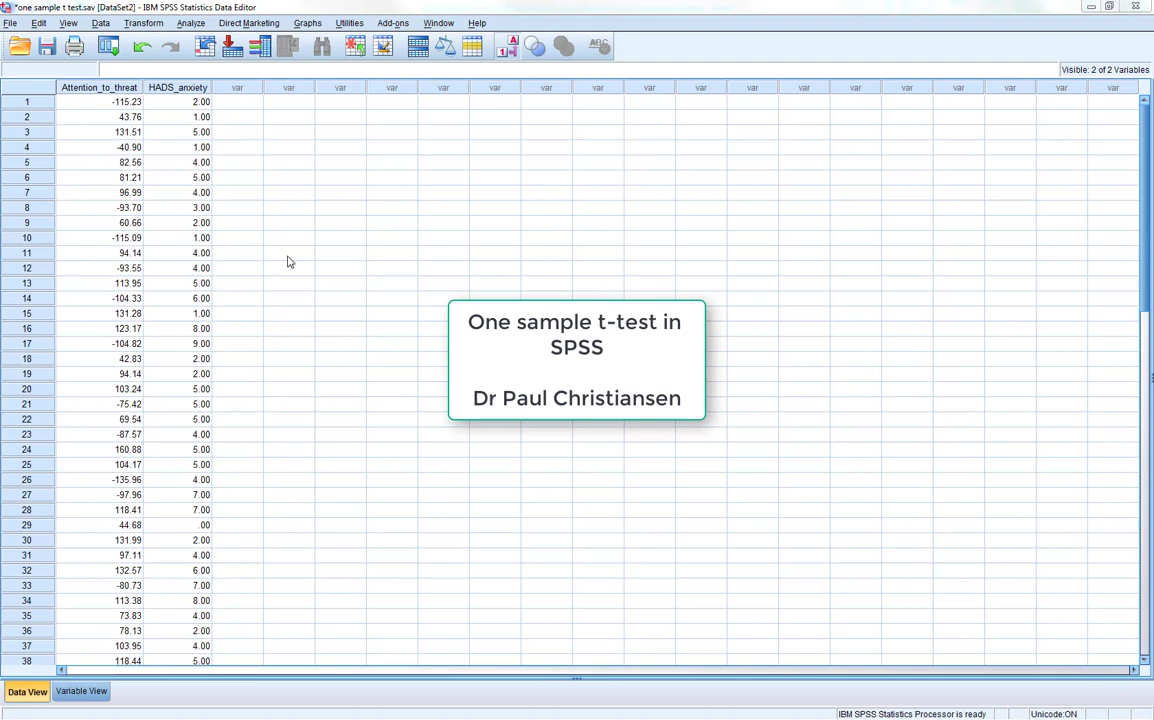 *one sample t test.sav [DataSet2] - IBM SPSS Statistics Data Editor
File Edit View Data Transform Analyze Direct Marketing Graphs Utilities Add-ons Window Help
Visible: 2 of 2 Variables
Attention_to_threat HADS_anxiety var var var var var var var var var var var var var var var var var var
1 -115.23 2.00
2 43.76 1.00
3 131.51 5.00
4 -40.90 1.00
5 82.56 4.00
6 81.21 5.00
7 96.99 4.00
8 -93.70 3.00
9 60.66 2.00
10 -115.09 1.00
11 94.14 4.00
12 -93.55 4.00
13 113.95 5.00
14 -104.33 6.00
15 131.28 1.00
16 123.17 8.00
17 -104.82 9.00
18 42.83 2.00
19 94.14 2.00
20 103.24 5.00
21 -75.42 5.00
22 69.54 5.00
23 -87.57 4.00
24 160.88 5.00
25 104.17 5.00
26 -135.96 4.00
27 -97.96 7.00
28 118.41 7.00
29 44.68 .00
30 131.99 2.00
31 97.11 4.00
32 132.57 6.00
33 -80.73 7.00
34 113.38 8.00
35 73.83 4.00
36 78.13 2.00
37 103.95 4.00
38 118.44 5.00
One sample t-test in
SPSS
Dr Paul Christiansen
Data View Variable View
IBM SPSS Statistics Processor is ready Unicode:ON